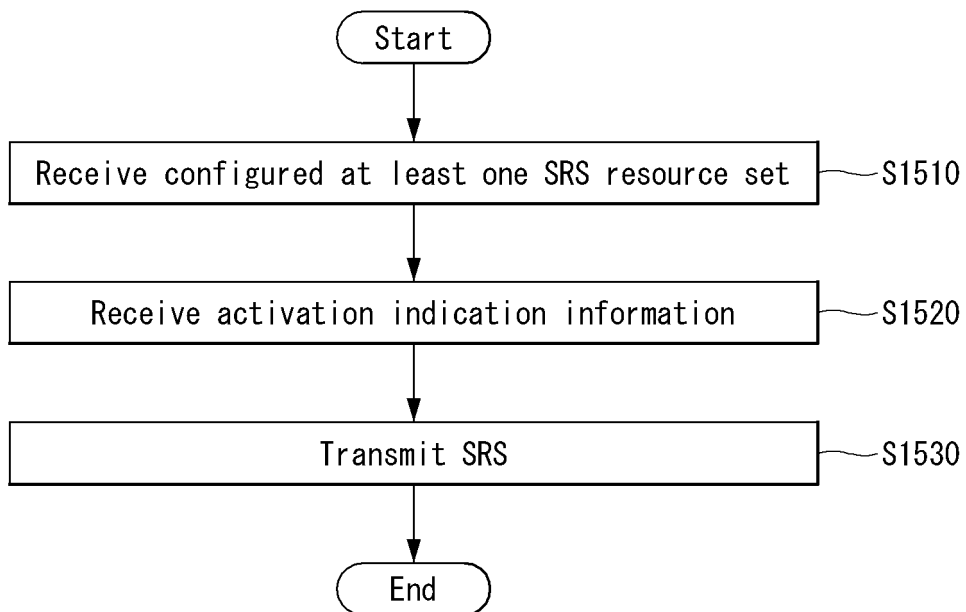 Start
Receive configured at least one SRS resource set
S1510
Receive activation indication information
S1520
Transmit SRS
S1530
End